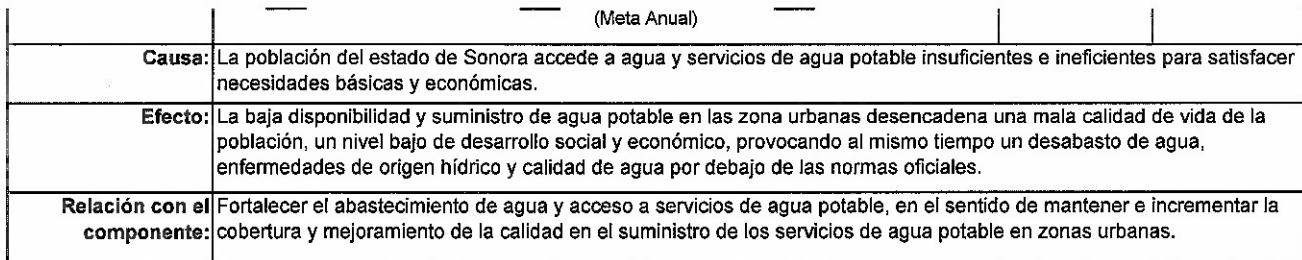 (Meta Anual)
Causa: La población del estado de Sonora accede a agua y servicios de agua potable insuficientes e ineficientes para satisfacer
necesidades básicas y económicas.
Efecto: La baja disponibilidad y suministro de agua potable en las zona urbanas desencadena una mala calidad de vida de la
población, un nivel bajo de desarrollo social y económico, provocando al mismo tiempo un desabasto de agua,
enfermedades de origen hídrico y calidad de agua por debajo de las normas oficiales.
Relación con el Fortalecer el abastecimiento de agua y acceso a servicios de agua potable, en el sentido de mantener e incrementar la
componente: cobertura y mejoramiento de la calidad en el suministro de los servicios de agua potable en zonas urbanas.